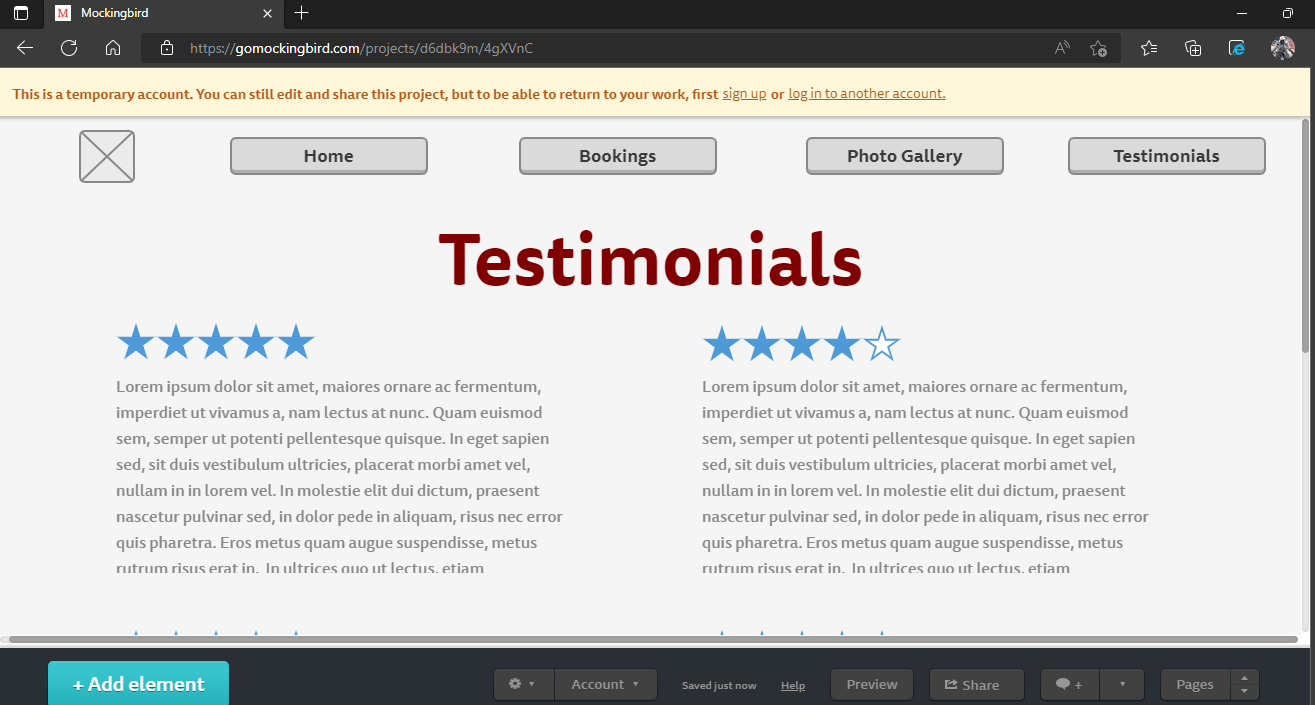 M Mockingbird
https://gomockingbird.com/projects/d6dbk9m/4gXVnC
This is a temporary account. You can still edit and share this project, but to be able to return to your work, first sign up or log in to another account.
Home Bookings Photo Gallery Testimonials
Testimonials
Lorem ipsum dolor sit amet, maiores ornare ac fermentum,
imperdiet ut vivamus a, nam lectus at nunc. Quam euismod
sem, semper ut potenti pellentesque quisque. In eget sapien
sed, sit duis vestibulum ultricies, placerat morbi amet vel,
nullam in in lorem vel. In molestie elit dui dictum, praesent
nascetur pulvinar sed, in dolor pede in aliquam, risus nec error
quis pharetra. Eros metus quam augue suspendisse, metus
rutrum risus erat in. In ultrices quo ut lectus, etiam
Lorem ipsum dolor sit amet, maiores ornare ac fermentum,
imperdiet ut vivamus a, nam lectus at nunc. Quam euismod
sem, semper ut potenti pellentesque quisque. In eget sapien
sed, sit duis vestibulum ultricies, placerat morbi amet vel,
nullam in in lorem vel. In molestie elit dui dictum, praesent
nascetur pulvinar sed, in dolor pede in aliquam, risus nec error
quis pharetra. Eros metus quam augue suspendisse, metus
rutrum risus erat in. In ultrices quo ut lectus, etiam
+ Add element Account Saved just now Help Preview Share + Pages